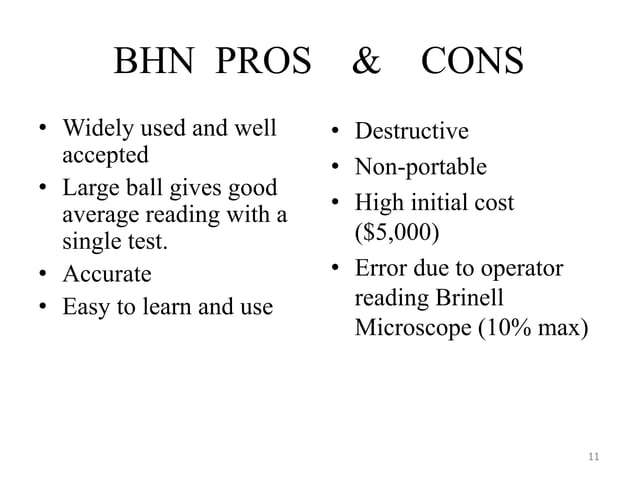 BHN PROS & CONS
• Widely used and well
accepted
• Large ball gives good
average reading with a
single test.
• Accurate
• Easy to learn and use
• Destructive
• Non-portable
• High initial cost
($5,000)
• Error due to operator
reading Brinell
Microscope (10% max)
11